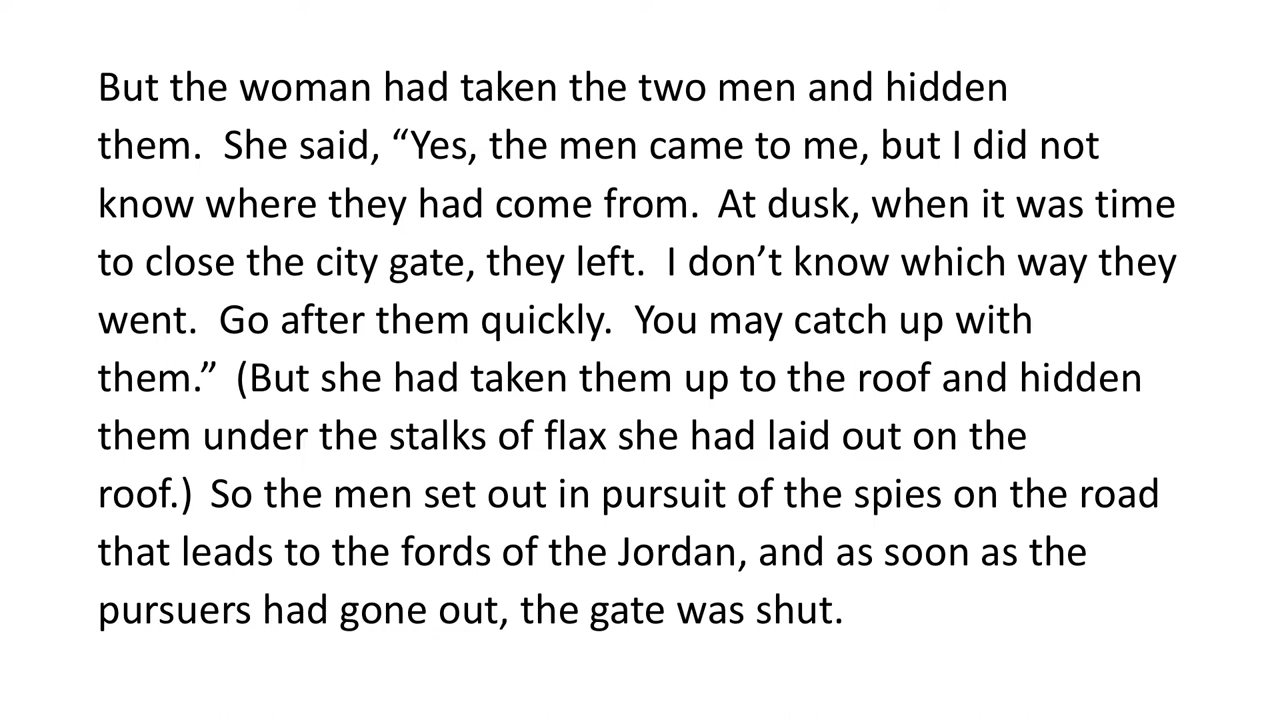 But the woman had taken the two men and hidden
them.  She said, “Yes, the men came to me, but I did not
know where they had come from.  At dusk, when it was time
to close the city gate, they left.  I don’t know which way they
went.  Go after them quickly.  You may catch up with
them.”  (But she had taken them up to the roof and hidden
them under the stalks of flax she had laid out on the
roof.)  So the men set out in pursuit of the spies on the road
that leads to the fords of the Jordan, and as soon as the
pursuers had gone out, the gate was shut.